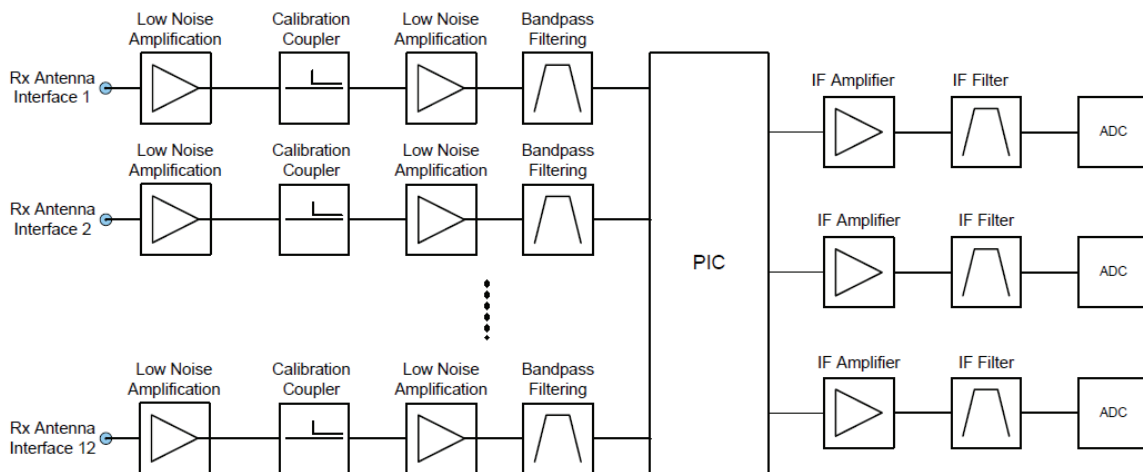 Low Noise
Amplification
Calibration
Coupler
Low Noise
Amplification
Bandpass
Filtering
Rx Antenna
Interface 1
Low Noise
Amplification
Calibration
Coupler
Low Noise
Amplification
Bandpass
Filtering
Rx Antenna
Interface 2
Low Noise
Amplification
Calibration
Coupler
Low Noise
Amplification
Bandpass
Filtering
Rx Antenna
Interface 12
PIC
IF Amplifier
IF Filter
ADC
IF Amplifier
IF Filter
ADC
IF Amplifier
IF Filter
ADC